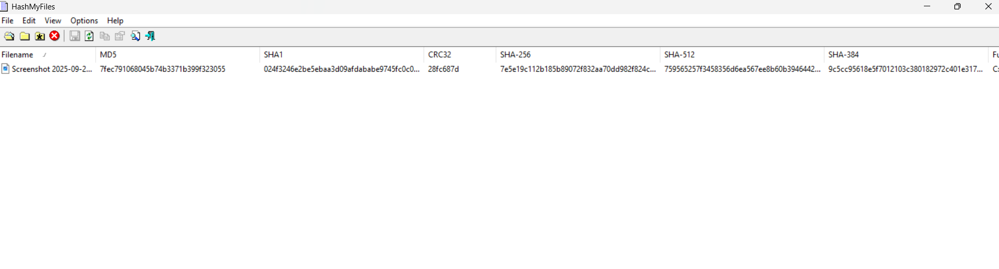 HashMyFiles
File Edit View Options Help
Filename MD5 SHA1 CRC32 SHA-256 SHA-512 SHA-384 Fu
Screenshot 2025-09-2... 7fec791068045b74b3371b399f323055 024f3246e2be5ebaa3d09afdababe9745fc0c0... 28fc687d 7e5e19c112b185b89072f832aa70dd982f824c... 759565257f3458356d6ea567ee8b60b3946442... 9c5cc95618e5f7012103c380182972c401e317... C: